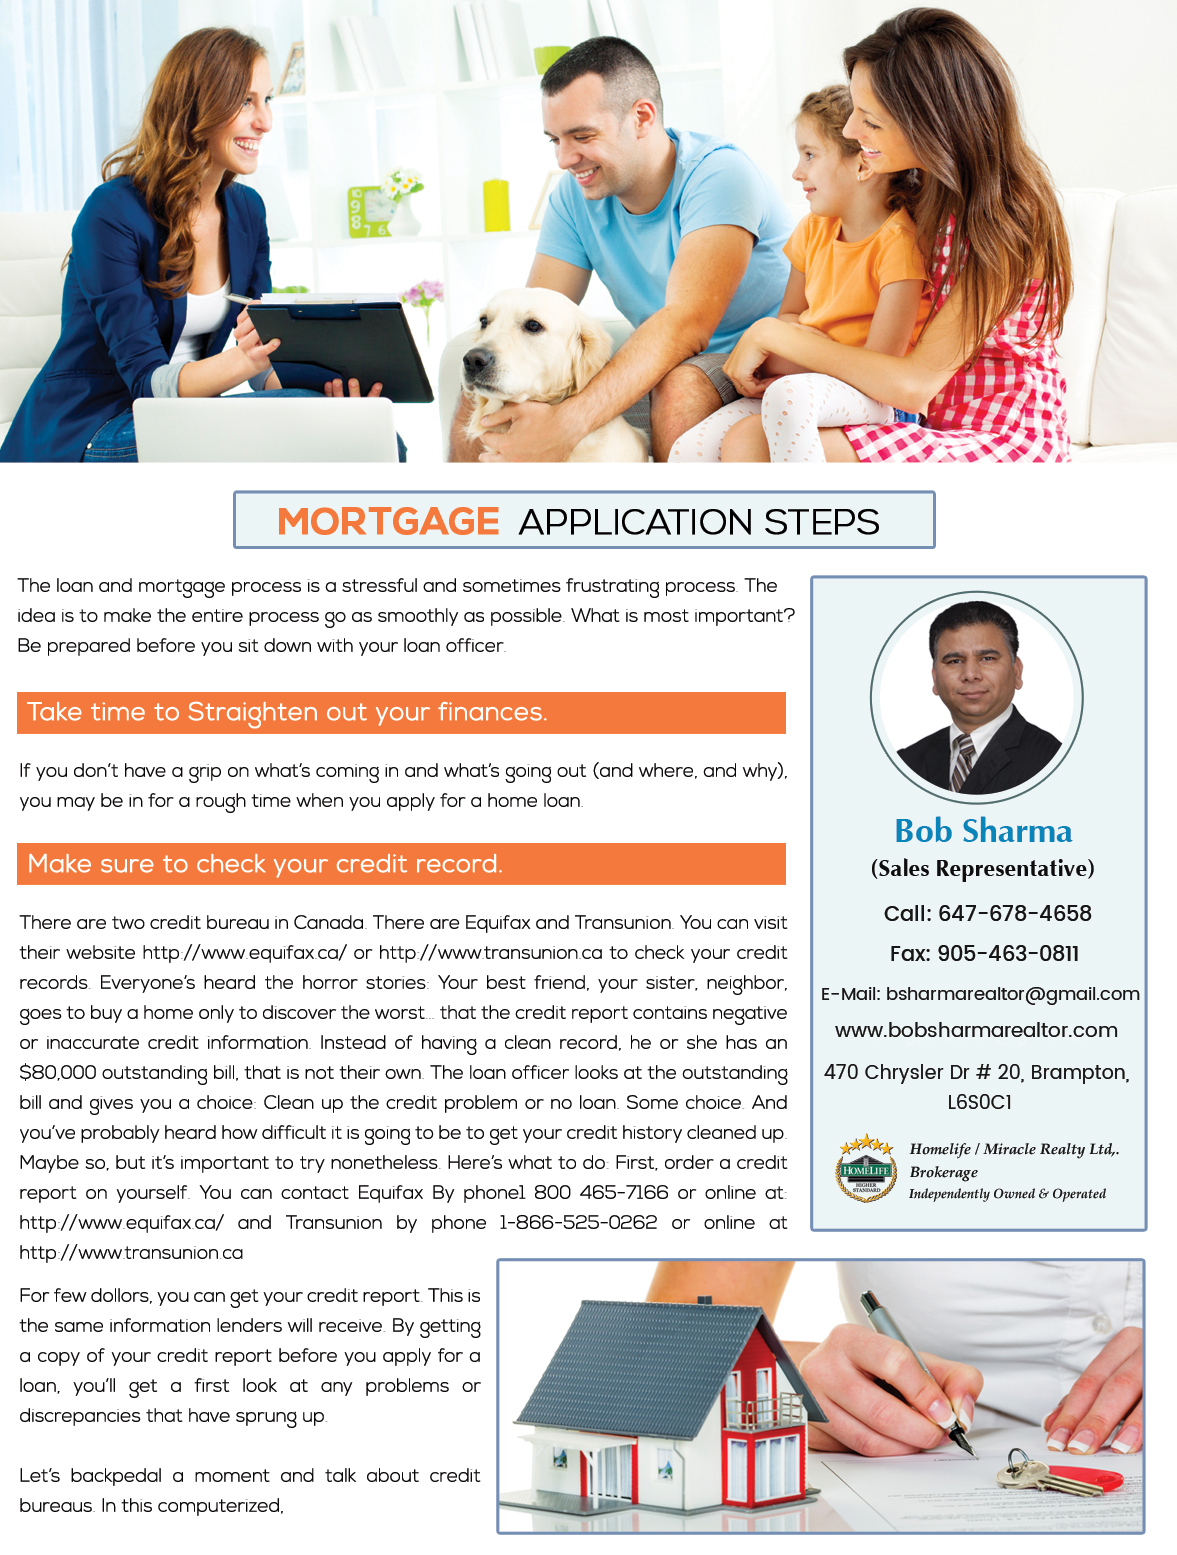 MORTGAGE APPLICATION STEPS
The loan and mortgage process is a stressful and sometimes frustrating process. The
idea is to make the entire process go as smoothly as possible. What is most important?
Be prepared before you sit down with your loan officer.
Take time to Straighten out your finances.
If you don't have a grip on what's coming in and what's going out (and where, and why),
you may be in for a rough time when you apply for a home loan.
Make sure to check your credit record.
There are two credit bureau in Canada. There are Equifax and Transunion. You can visit
their website http://www.equifax.ca/ or http://www.transunion.ca to check your credit
records. Everyone's heard the horror stories: Your best friend, your sister, neighbor,
goes to buy a home only to discover the worst... that the credit report contains negative
or inaccurate credit information. Instead of having a clean record, he or she has an
$80,000 outstanding bill, that is not their own. The loan officer looks at the outstanding
bill and gives you a choice: Clean up the credit problem or no loan. Some choice. And
you've probably heard how difficult it is going to be to get your credit history cleaned up.
Maybe so, but it's important to try nonetheless. Here's what to do: First, order a credit
report on yourself. You can contact Equifax By phone1 800 465-7166 or online at:
http://www.equifax.ca/ and Transunion by phone 1-866-525-0262 or online at
http://www.transunion.ca
For few dollors, you can get your credit report. This is
the same information lenders will receive. By getting
a copy of your credit report before you apply for a
loan, you'll get a first look at any problems or
discrepancies that have sprung up.
Let's backpedal a moment and talk about credit
bureaus. In this computerized,
Bob Sharma
(Sales Representative)
Call: 647-678-4658
Fax: 905-463-0811
E-Mail: bsharmarealtor@gmail.com
www.bobsharmarealtor.com
470 Chrysler Dr # 20, Brampton,
L6S0C1
HOMELIFE
HIGHER
STANDARD
Homelife / Miracle Realty Ltd,.
Brokerage
Independently Owned & Operated